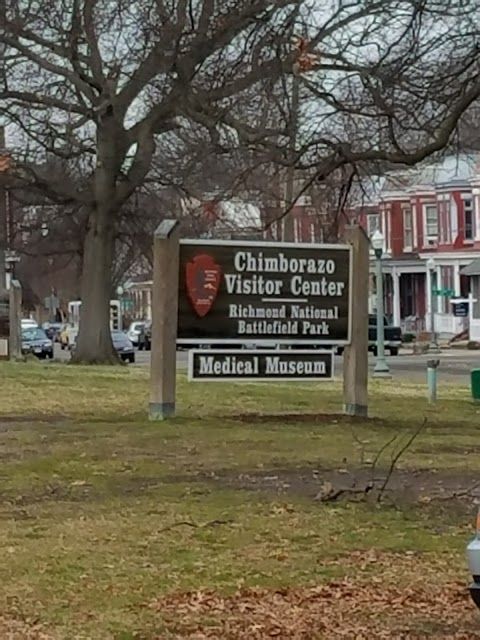 Chimborazo
Visitor Center
Richmond National
Battlefield Park
Medical Museum